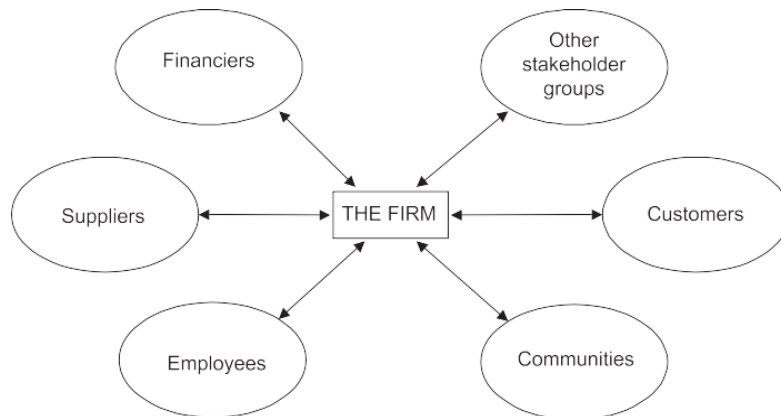 Financiers
Other
stakeholder
groups
Suppliers
THE FIRM
Customers
Employees
Communities